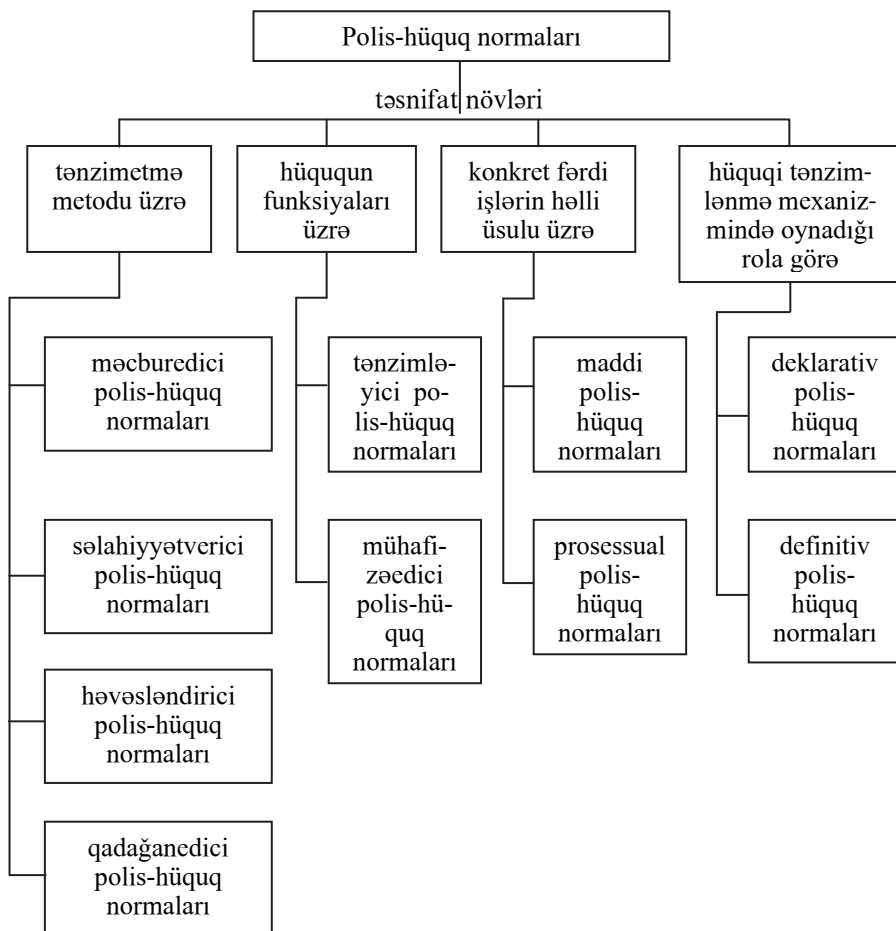 Polis-hüquq normaları
təsnifat növləri
tənzimetmə
metodu üzrə
hüququn
funksiyaları
üzrə
konkret fərdi
işlərin həlli
üsulu üzrə
hüquqi tənzim-
lənmə mexaniz-
mində oynadığı
rola görə
məcburedici
polis-hüquq
normaları
səlahiyyətverici
polis-hüquq
normaları
həvəsləndirici
polis-hüquq
normaları
qadağanedici
polis-hüquq
normaları
tənzimlə-
yici po-
lis-hüquq
normaları
mühafi-
zəedici
polis-hü-
quq
normaları
maddi
polis-
hüquq
normaları
prosessual
polis-
hüquq
normaları
deklarativ
polis-
hüquq
normaları
definitiv
polis-
hüquq
normaları